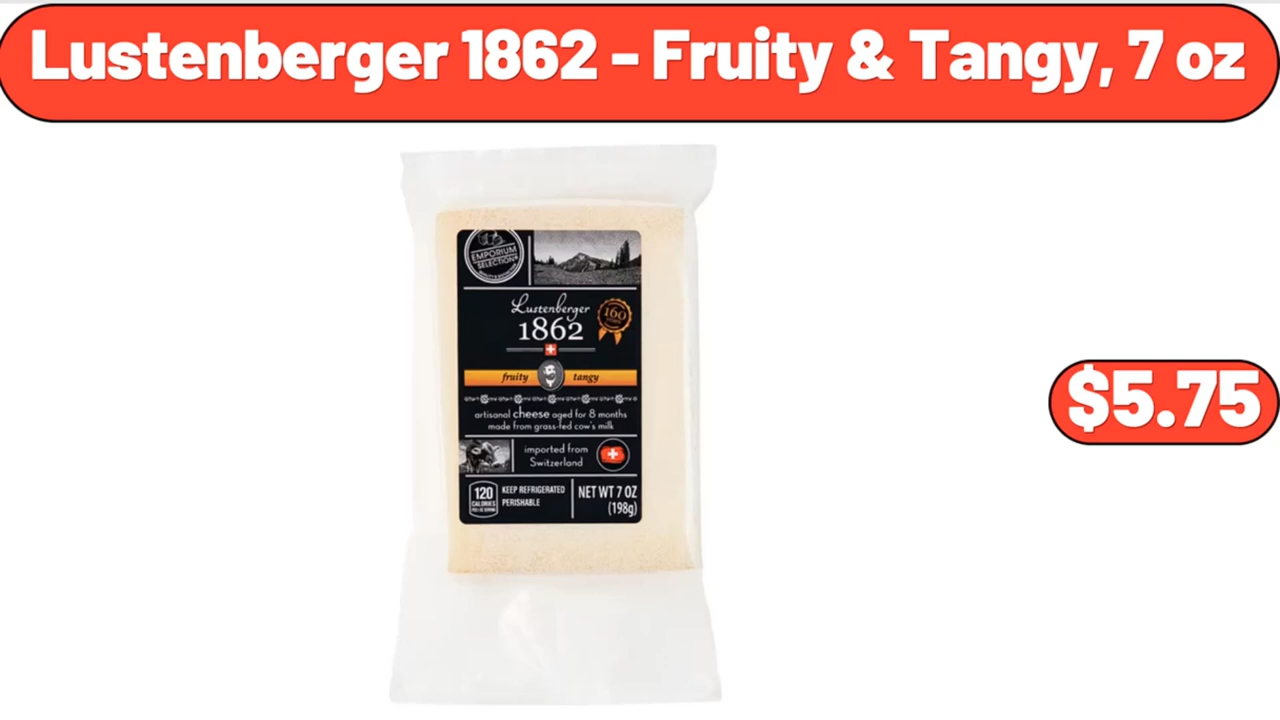 Lustenberger 1862 - Fruity & Tangy, 7 oz
EMPORIUM
SELECTION
Lustenberger
1862
160
fruity tangy
artisanal cheese aged for 8 months
made from grass-fed cow's milk
imported from
Switzerland
120
CALORIES
KEEP REFRIGERATED
PERISHABLE
NET WT 7 OZ
(198g)
$5.75